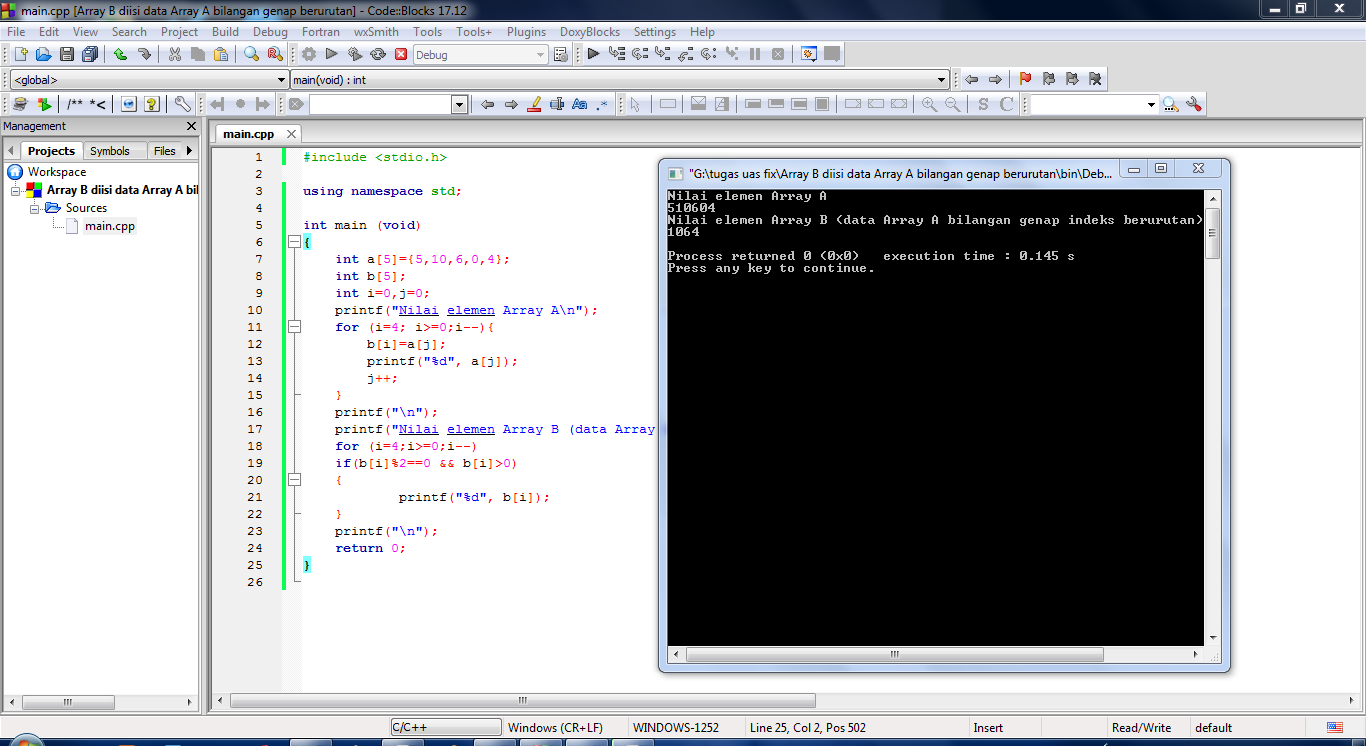 main.cpp [Array B diisi data Array A bilangan genap berurutan] - Code::Blocks 17.12
File Edit View Search Project Build Debug Fortran wxSmith Tools Tools+ Plugins DoxyBlocks Settings Help
Debug
<global> main(void) : int
/** *< Aa .* S C
Management
Projects Symbols Files
Workspace
Array B diisi data Array A bil
Sources
main.cpp
main.cpp
1 #include <stdio.h>
2
3 using namespace std;
4
5 int main (void)
6 {
7 int a[5]={5,10,6,0,4};
8 int b[5];
9 int i=0,j=0;
10 printf("Nilai elemen Array A\n");
11 for (i=4; i>=0;i--){
12 b[i]=a[j];
13 printf("%d", a[j]);
14 j++;
15 }
16 printf("\n");
17 printf("Nilai elemen Array B (data Array
18 for (i=4;i>=0;i--)
19 if(b[i]%2==0 && b[i]>0)
20 {
21 printf("%d", b[i]);
22 }
23 printf("\n");
24 return 0;
25 }
26
"G:\tugas uas fix\Array B diisi data Array A bilangan genap berurutan\bin\Deb...
Nilai elemen Array A
510604
Nilai elemen Array B (data Array A bilangan genap indeks berurutan)
1064
Process returned 0 (0x0) execution time : 0.145 s
Press any key to continue.
C/C++ Windows (CR+LF) WINDOWS-1252 Line 25, Col 2, Pos 502 Insert Read/Write default